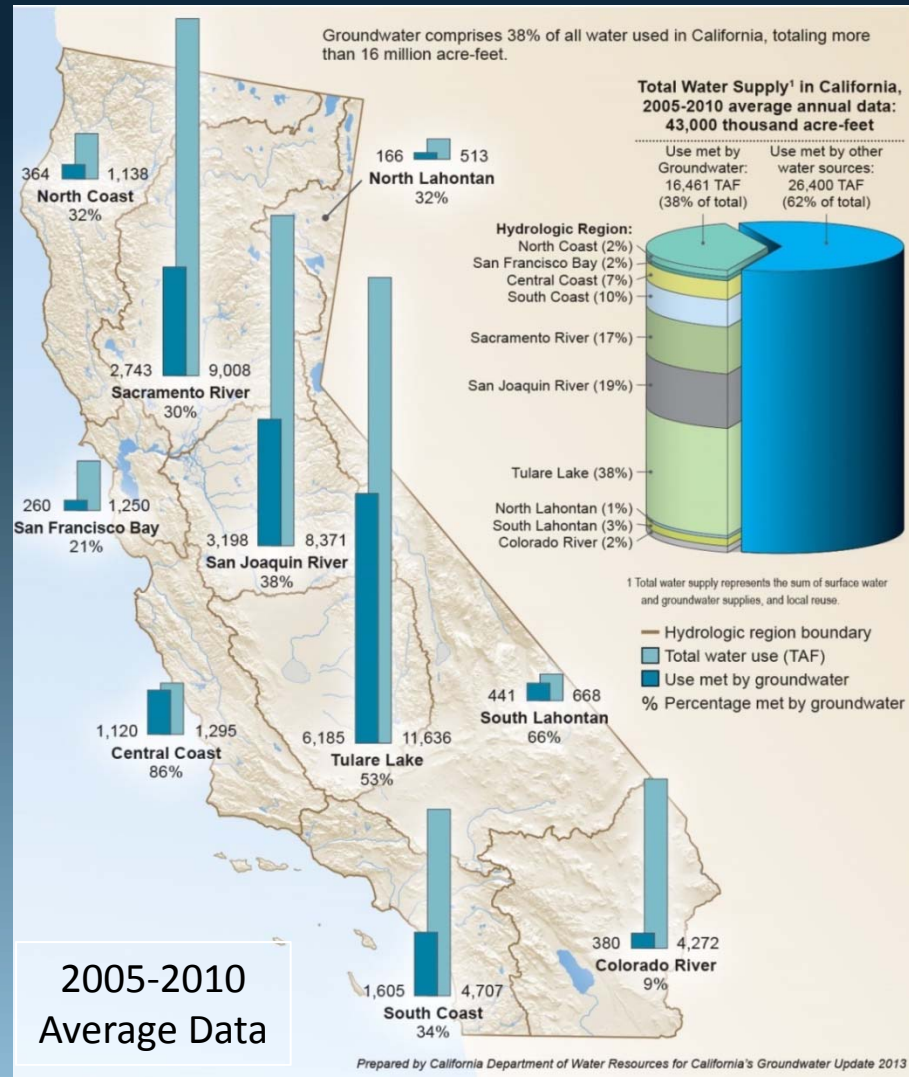 Groundwater comprises 38% of all water used in California, totaling more
than 16 million acre-feet.
Total Water Supply¹ in California,
2005-2010 average annual data:
43,000 thousand acre-feet
Use met by
Groundwater:
16,461 TAF
(38% of total)
Use met by other
water sources:
26,400 TAF
(62% of total)
Hydrologic Region:
North Coast (2%)
San Francisco Bay (2%)
Central Coast (7%)
South Coast (10%)
Sacramento River (17%)
San Joaquin River (19%)
Tulare Lake (38%)
North Lahontan (1%)
South Lahontan (3%)
Colorado River (2%)
1 Total water supply represents the sum of surface water
and groundwater supplies, and local reuse.
Hydrologic region boundary
Total water use (TAF)
Use met by groundwater
% Percentage met by groundwater
364 1,138
North Coast
32%
166 513
North Lahontan
32%
2,743 9,008
Sacramento River
30%
260 1,250
San Francisco Bay
21%
3,198 8,371
San Joaquin River
38%
1,120 1,295
Central Coast
86%
6,185 11,636
Tulare Lake
53%
441 668
South Lahontan
66%
1,605 4,707
South Coast
34%
380 4,272
Colorado River
9%
2005-2010
Average Data
Prepared by California Department of Water Resources for California's Groundwater Update 2013